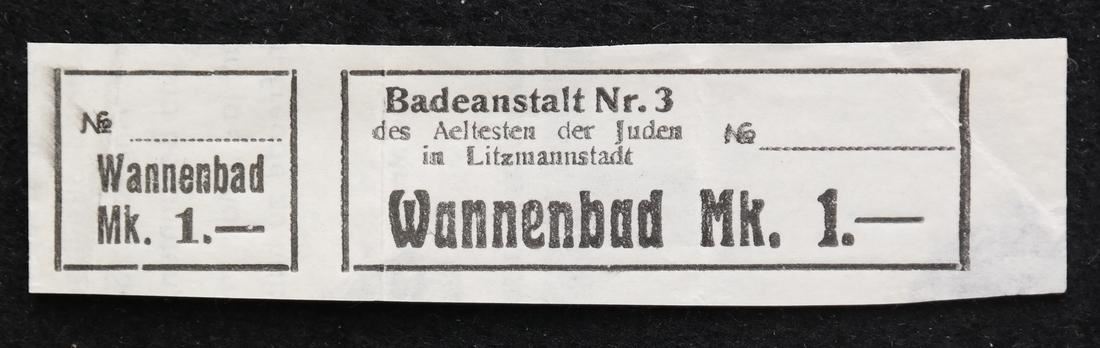 №
Wannenbad
Mk. 1.—
Badeanstalt Nr. 3
des Aeltesten der Juden
in Litzmannstadt
№
Wannenbad Mk. 1.—